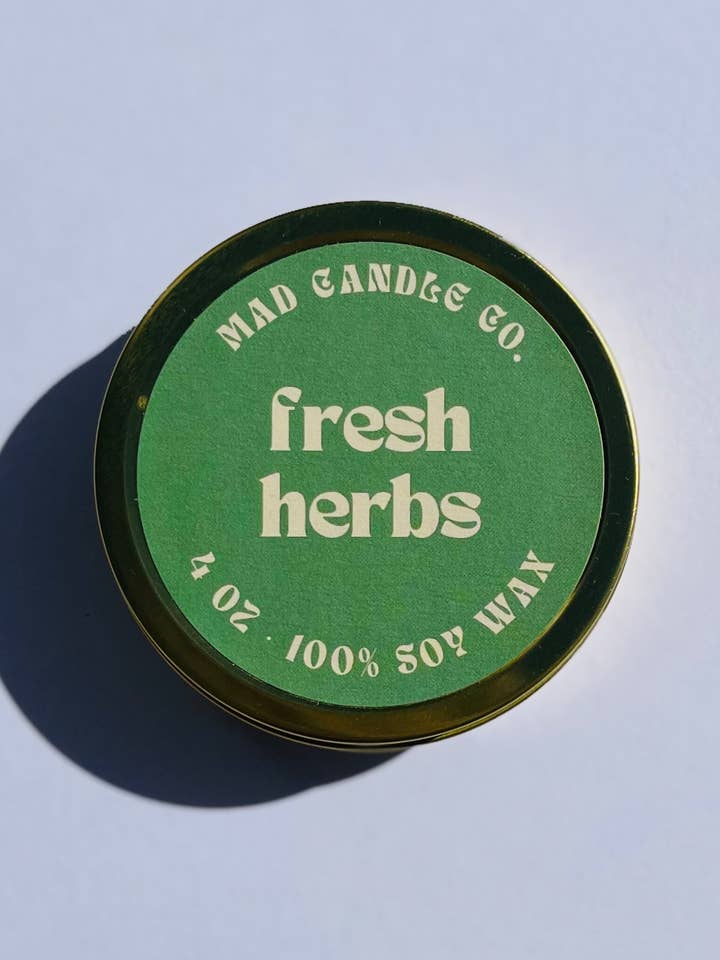 MAD CANDLE CO.
fresh
herbs
4 OZ · 100% SOY WAX